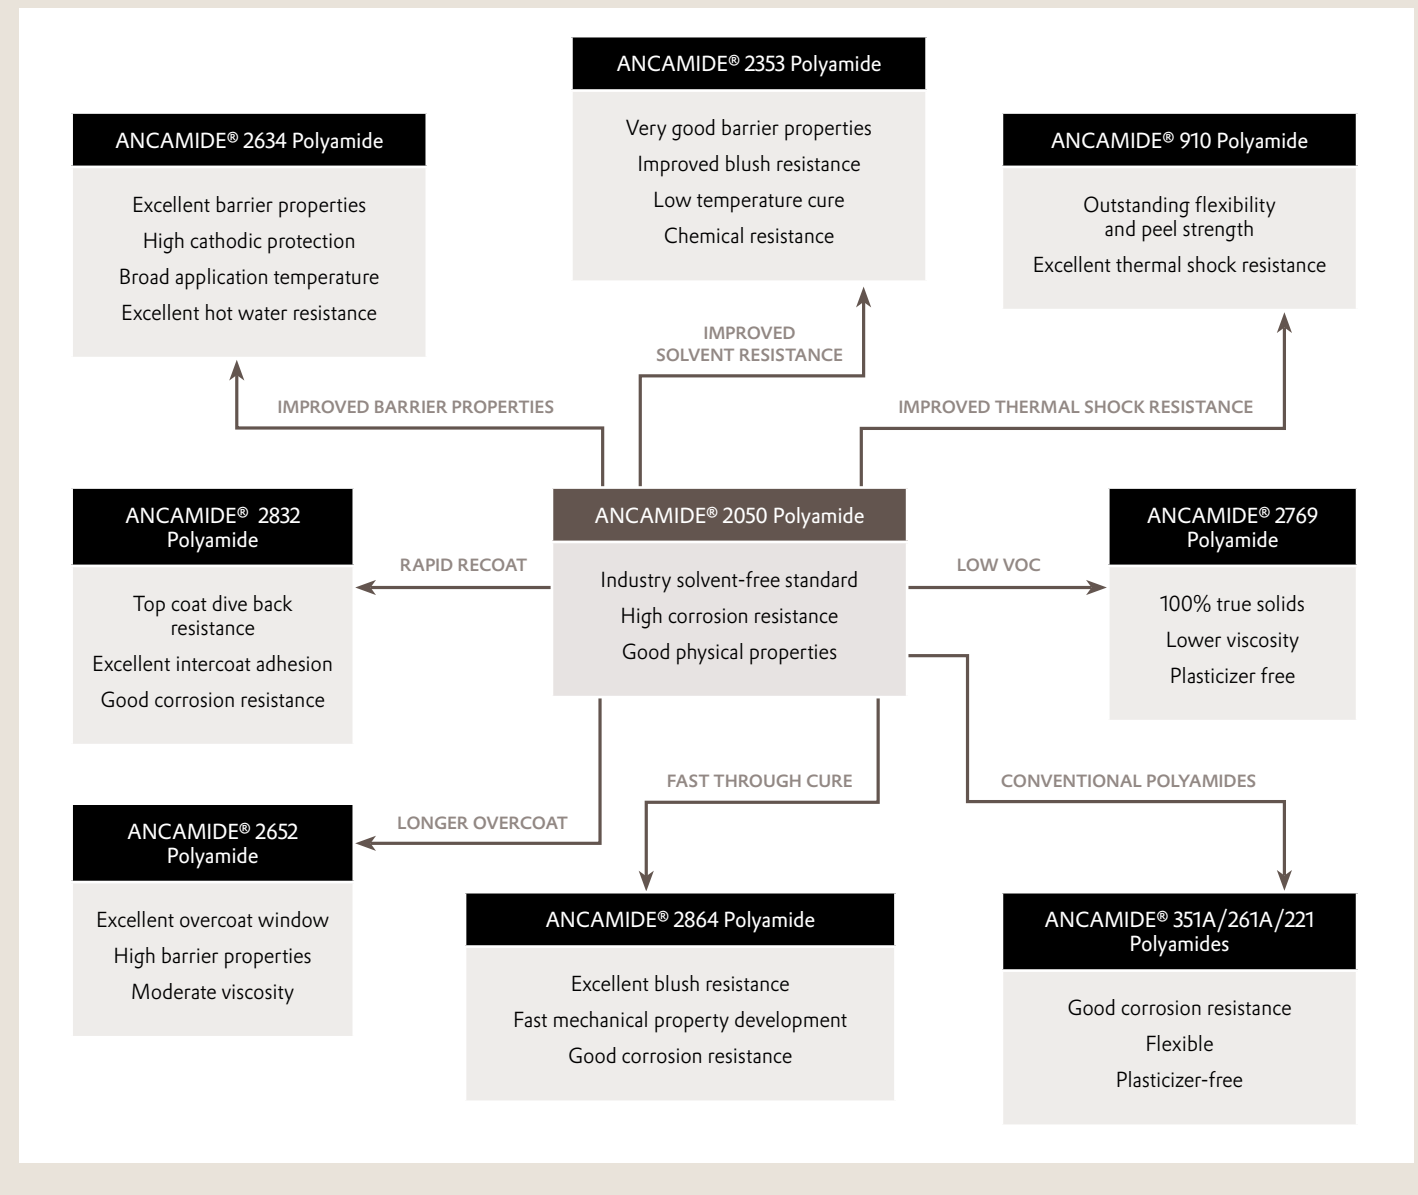 ANCAMIDE® 2353 Polyamide
Very good barrier properties
Improved blush resistance
Low temperature cure
Chemical resistance
ANCAMIDE® 2634 Polyamide
Excellent barrier properties
High cathodic protection
Broad application temperature
Excellent hot water resistance
ANCAMIDE® 910 Polyamide
Outstanding flexibility
and peel strength
Excellent thermal shock resistance
IMPROVED
SOLVENT RESISTANCE
IMPROVED BARRIER PROPERTIES
IMPROVED THERMAL SHOCK RESISTANCE
ANCAMIDE® 2832
Polyamide
Top coat dive back
resistance
Excellent intercoat adhesion
Good corrosion resistance
RAPID RECOAT
ANCAMIDE® 2050 Polyamide
Industry solvent-free standard
High corrosion resistance
Good physical properties
LOW VOC
ANCAMIDE® 2769
Polyamide
100% true solids
Lower viscosity
Plasticizer free
FAST THROUGH CURE
CONVENTIONAL POLYAMIDES
LONGER OVERCOAT
ANCAMIDE® 2652
Polyamide
Excellent overcoat window
High barrier properties
Moderate viscosity
ANCAMIDE® 2864 Polyamide
Excellent blush resistance
Fast mechanical property development
Good corrosion resistance
ANCAMIDE® 351A/261A/221
Polyamides
Good corrosion resistance
Flexible
Plasticizer-free